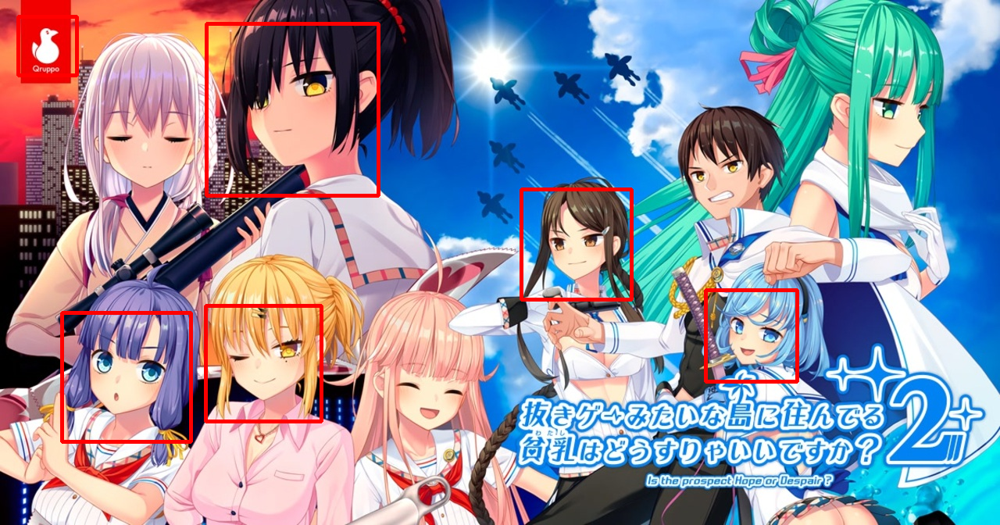 Qruppo
抜きゲーみたいな島に住んでる
わたし
貧乳はどうすりゃいいですか？2
Is the prospect Hope or Despair ?